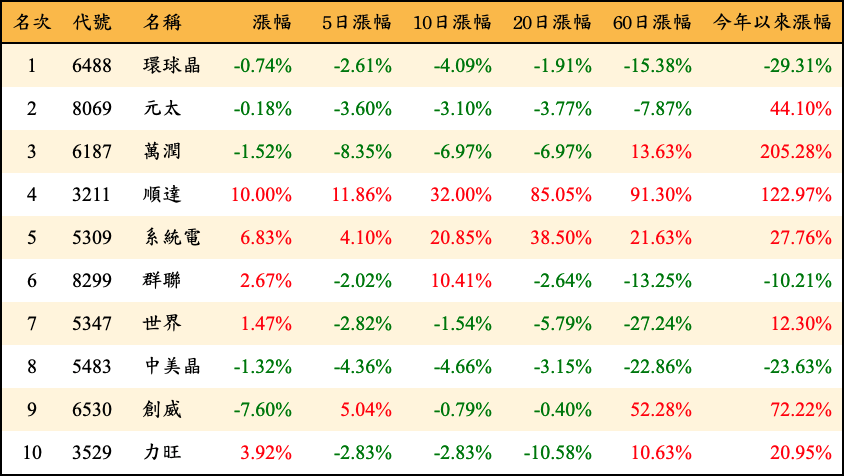 名次 代號 名稱 漲幅 5日漲幅 10日漲幅 20日漲幅 60日漲幅 今年以來漲幅
1 6488 環球晶 -0.74% -2.61% -4.09% -1.91% -15.38% -29.31%
2 8069 元太 -0.18% -3.60% -3.10% -3.77% -7.87% 44.10%
3 6187 萬潤 -1.52% -8.35% -6.97% -6.97% 13.63% 205.28%
4 3211 順達 10.00% 11.86% 32.00% 85.05% 91.30% 122.97%
5 5309 系統電 6.83% 4.10% 20.85% 38.50% 21.63% 27.76%
6 8299 群聯 2.67% -2.02% 10.41% -2.64% -13.25% -10.21%
7 5347 世界 1.47% -2.82% -1.54% -5.79% -27.24% 12.30%
8 5483 中美晶 -1.32% -4.36% -4.66% -3.15% -22.86% -23.63%
9 6530 創威 -7.60% 5.04% -0.79% -0.40% 52.28% 72.22%
10 3529 力旺 3.92% -2.83% -2.83% -10.58% 10.63% 20.95%